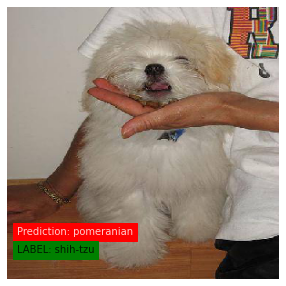 R
Prediction: pomeranian
LABEL: shih-tzu